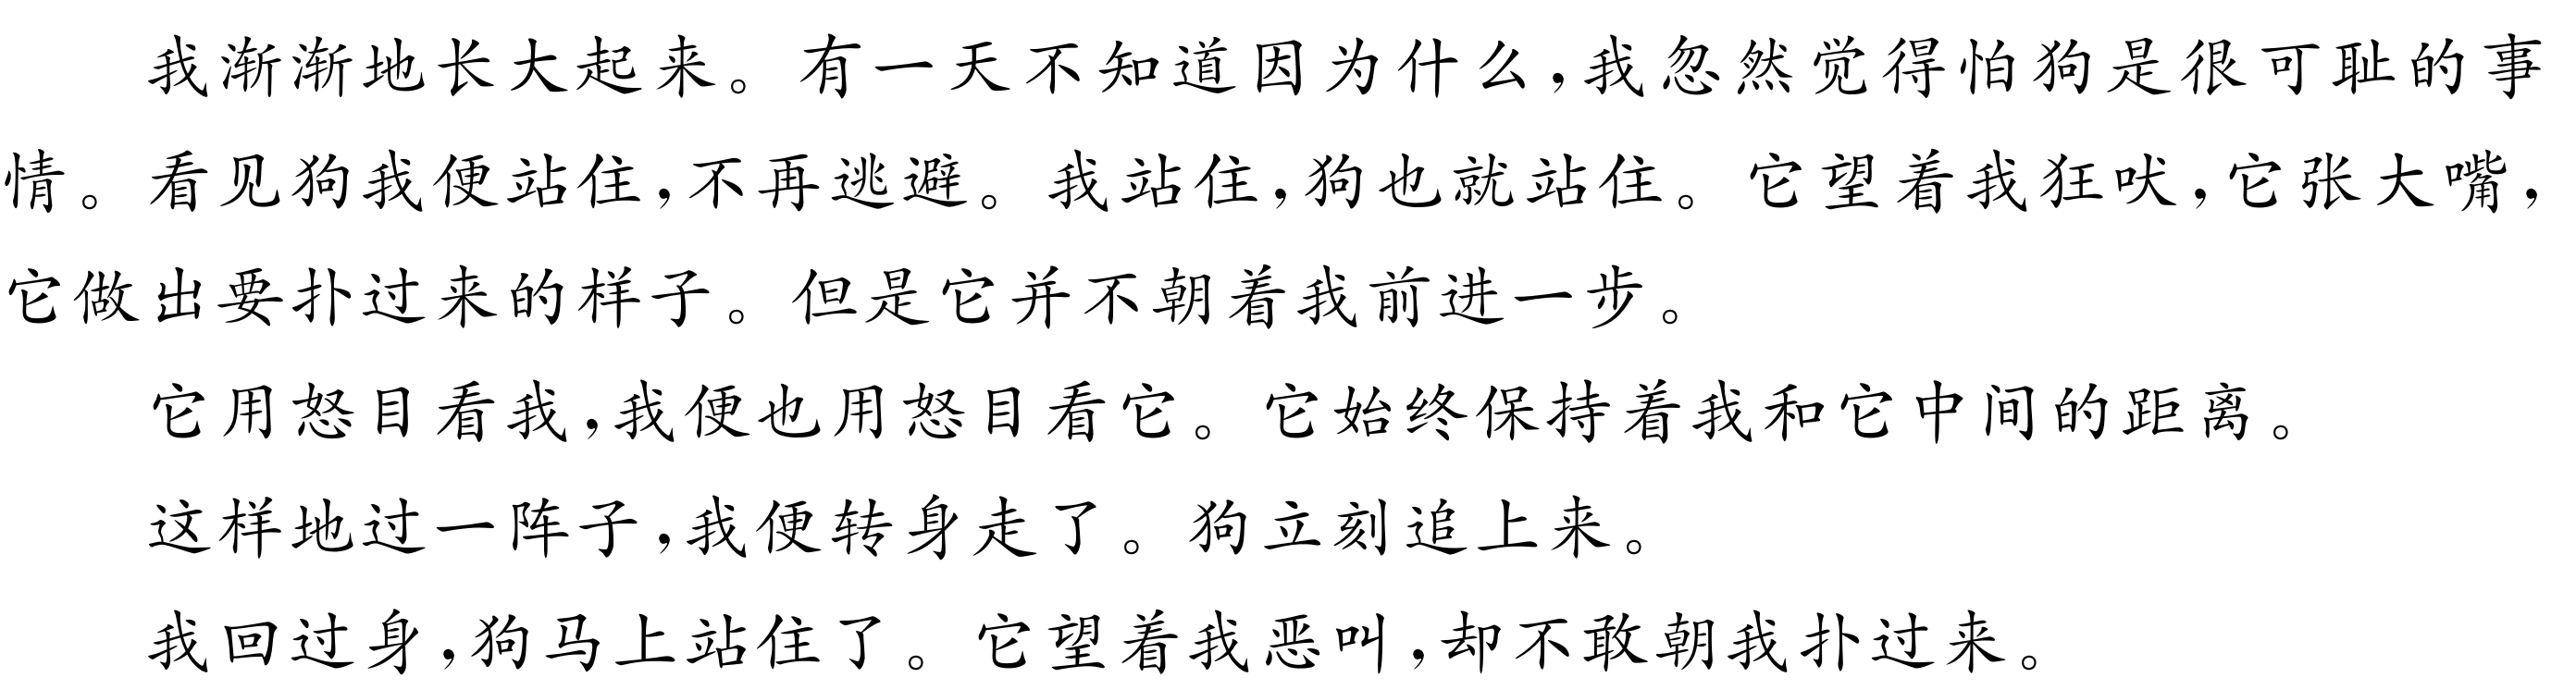 我渐渐地长大起来。有一天不知道因为什么,我忽然觉得怕狗是很可耻的事
情。看见狗我便站住,不再逃避。我站住,狗也就站住。它望着我狂吠,它张大嘴,
它做出要扑过来的样子。但是它并不朝着我前进一步。
它用怒目看我,我便也用怒目看它。它始终保持着我和它中间的距离。
这样地过一阵子,我便转身走了。狗立刻追上来。
我回过身,狗马上站住了。它望着我恶叫,却不敢朝我扑过来。